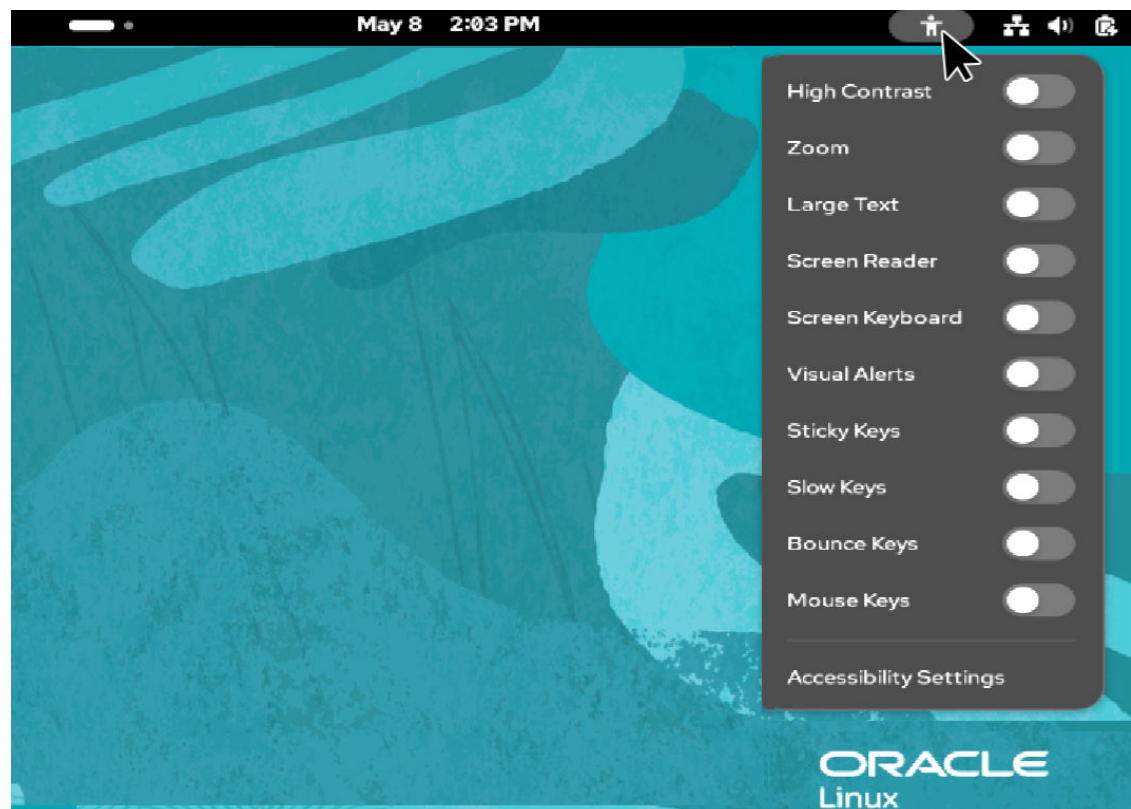 May 8 2:03 PM
High Contrast
Zoom
Large Text
Screen Reader
Screen Keyboard
Visual Alerts
Sticky Keys
Slow Keys
Bounce Keys
Mouse Keys
Accessibility Settings
ORACLE
Linux